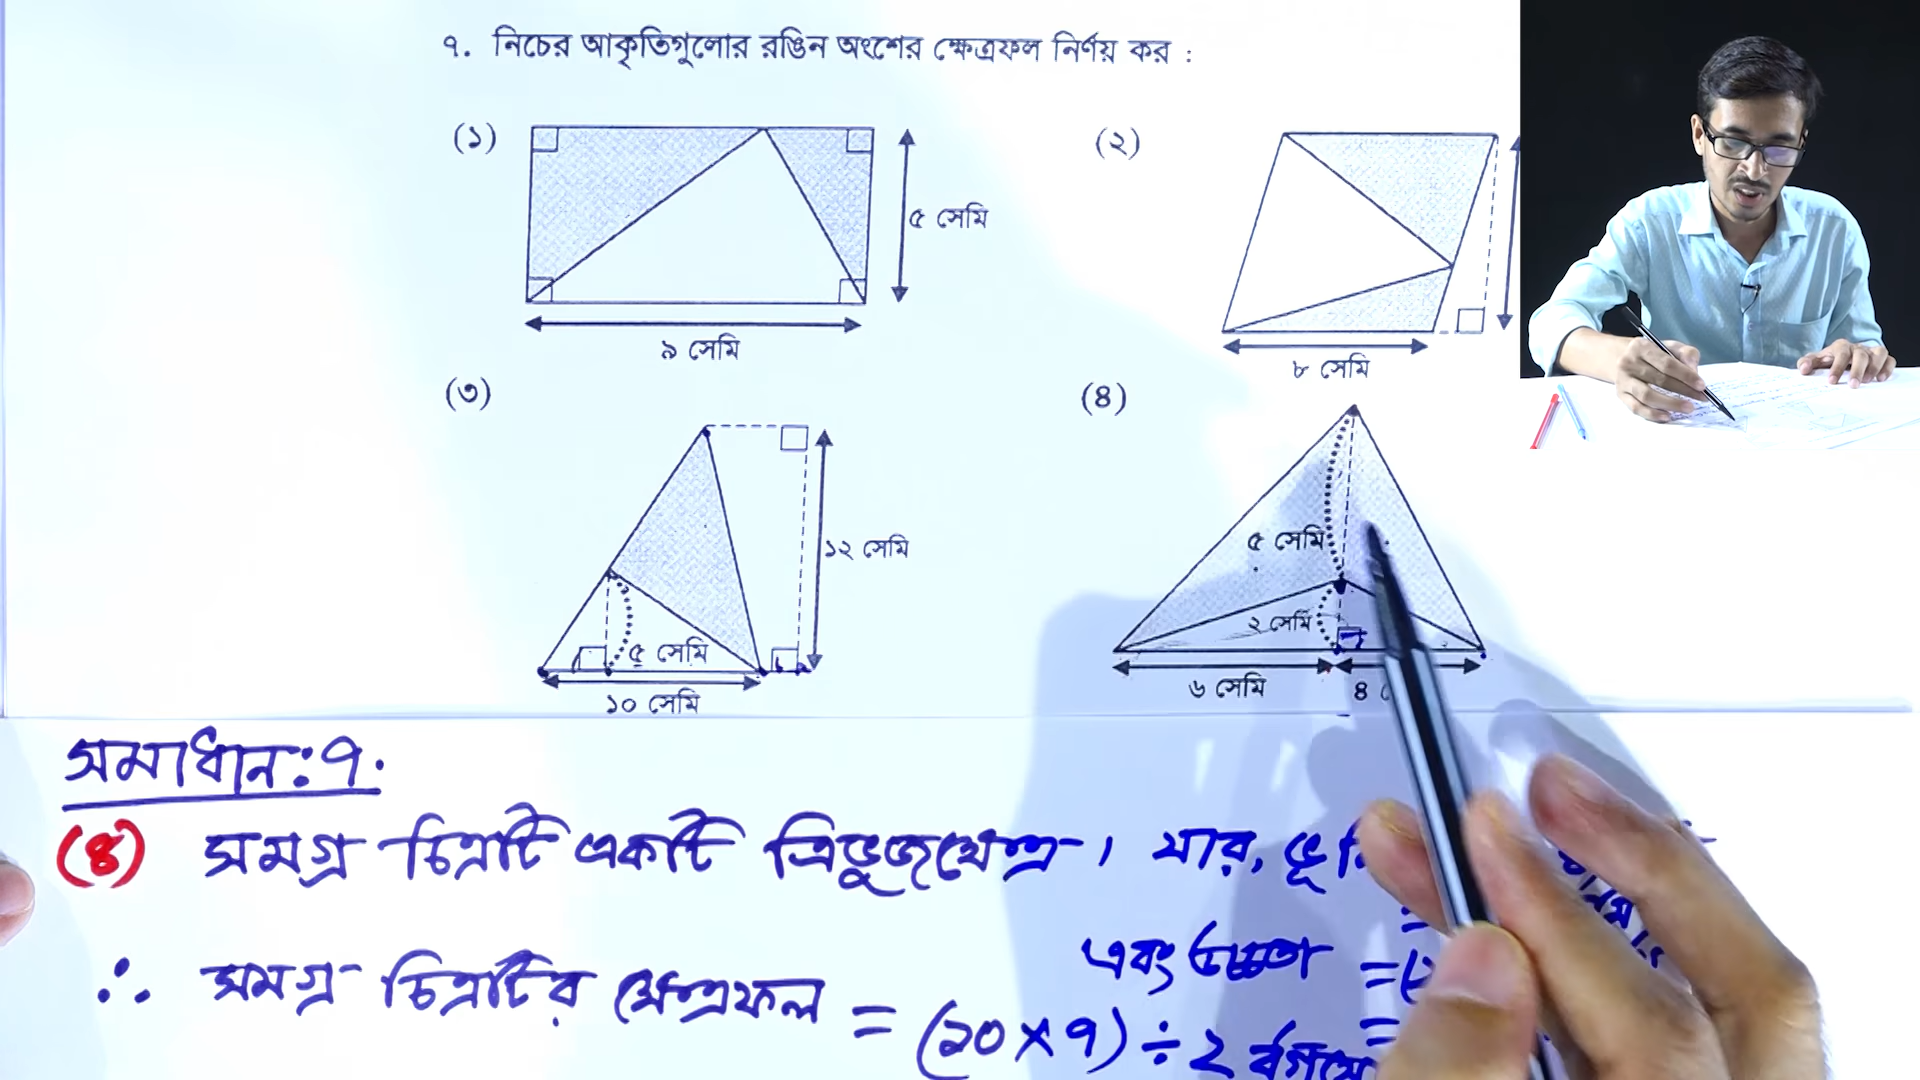 ৭. নিচের আকৃতিগুলোর রঙিন অংশের ক্ষেত্রফল নির্ণয় কর :
(১)
৫ সেমি
৯ সেমি
(২)
৮ সেমি
(৩)
১২ সেমি
৫ সেমি
১০ সেমি
(৪)
৫ সেমি
২ সেমি
৬ সেমি
৪
সমাধান: ৭.
(৪) সমগ্র চিত্রটি একটি ত্রিভুজক্ষেত্র। যার,
এবং উচ্চতা =
∴ সমগ্র চিত্রটির ক্ষেত্রফল = (১০ × ৭) ÷ ২